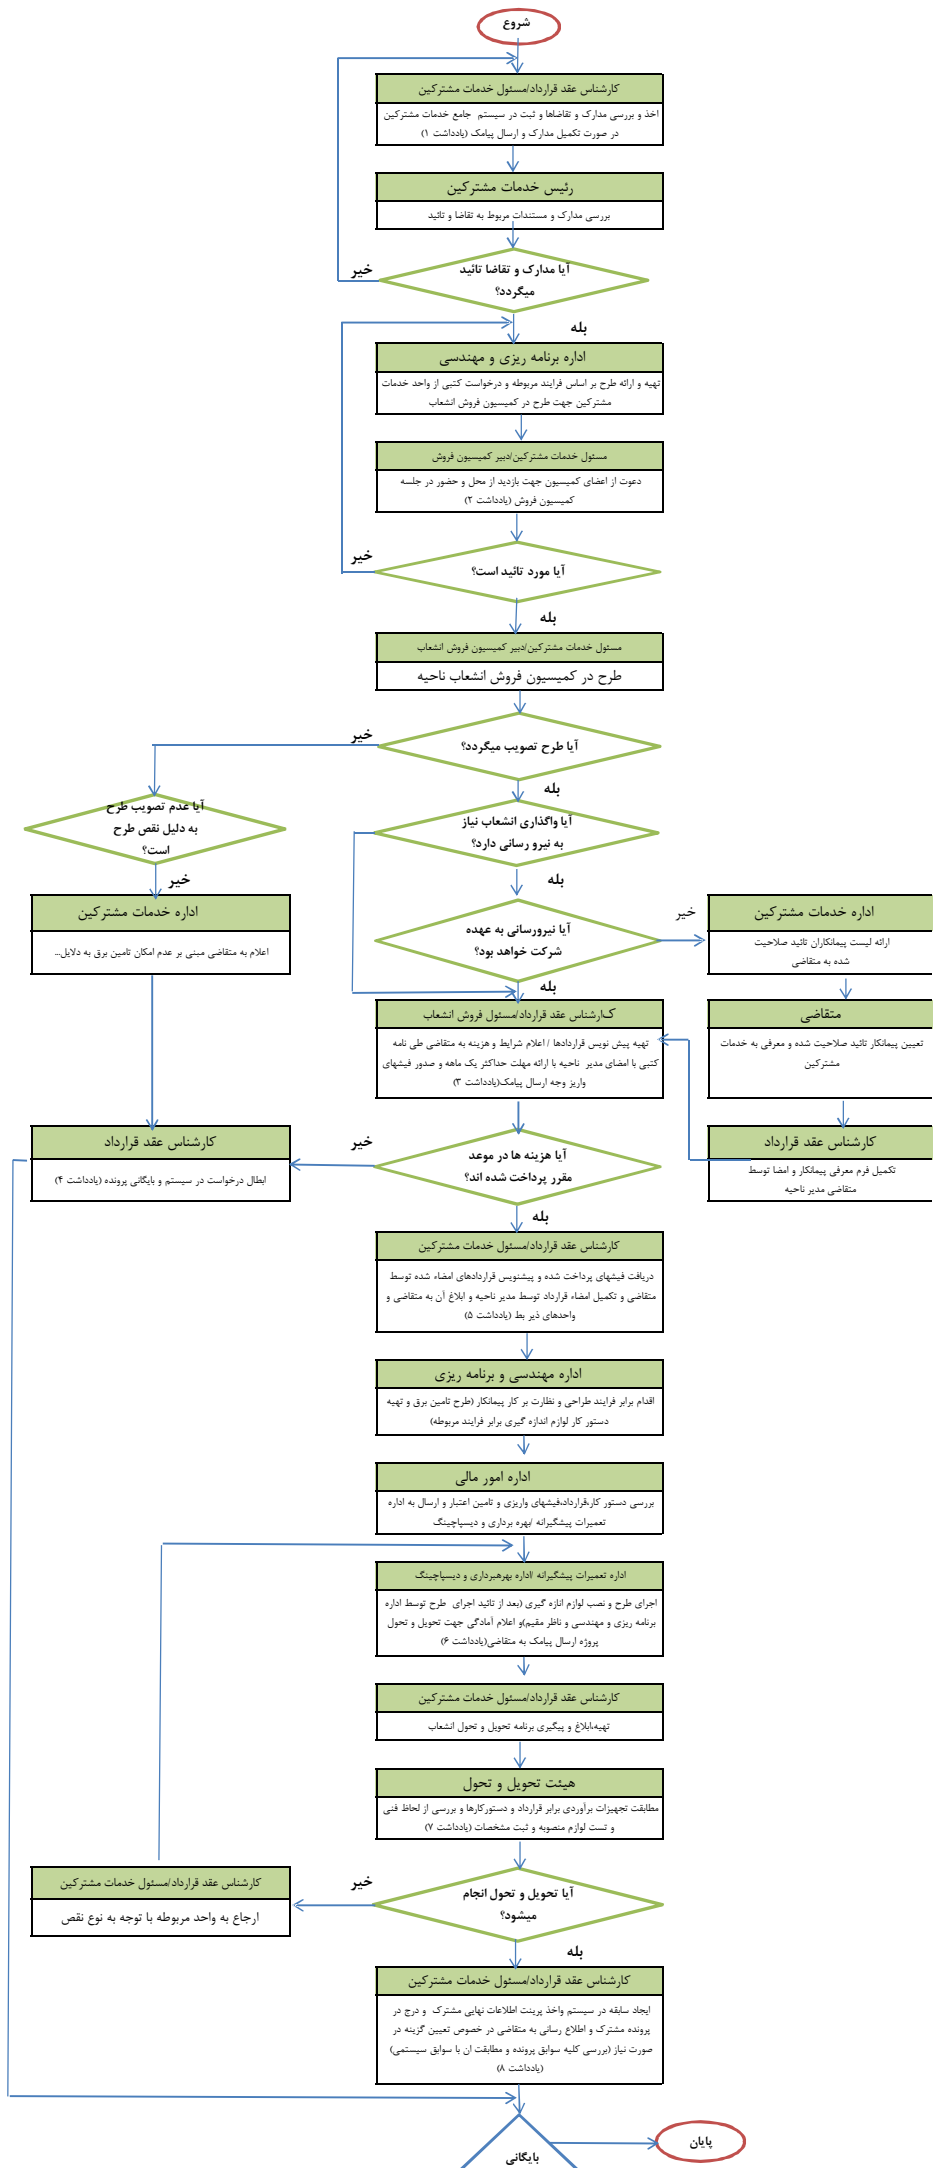 شروع
کارشناس عقد قرارداد/مسئول خدمات مشترکین
اخذ و بررسی مدارک و تقاضاها و ثبت در سیستم جامع خدمات مشترکین
در صورت تکمیل مدارک و ارسال پیامک (یادداشت ۱)
رئیس خدمات مشترکین
بررسی مدارک و مستندات مربوط به تقاضا و تائید
آیا مدارک و تقاضا تائید
میگردد؟
خیر
بله
اداره برنامه ریزی و مهندسی
تهیه و ارائه طرح بر اساس فرایند مربوطه و درخواست کتبی از واحد خدمات
مشترکین جهت طرح در کمیسیون فروش انشعاب
مسئول خدمات مشترکین/دبیر کمیسیون فروش
دعوت از اعضای کمیسیون جهت بازدید از محل و حضور در جلسه
کمیسیون فروش (یادداشت ۲)
آیا مورد تائید است؟
خیر
بله
مسئول خدمات مشترکین/دبیر کمیسیون فروش انشعاب
طرح در کمیسیون فروش انشعاب ناحیه
آیا طرح تصویب میگردد؟
خیر
بله
آیا عدم تصویب طرح
به دلیل نقص طرح
است؟
خیر
آیا واگذاری انشعاب نیاز
به نیرو رسانی دارد؟
بله
اداره خدمات مشترکین
اعلام به متقاضی مبنی بر عدم امکان تامین برق به دلایل...
آیا نیرورسانی به عهده
شرکت خواهد بود؟
خیر
بله
اداره خدمات مشترکین
ارائه لیست پیمانکاران تائید صلاحیت
شده به متقاضی
متقاضی
تعیین پیمانکار تائید صلاحیت شده و معرفی به خدمات
مشترکین
کارشناس عقد قرارداد
تکمیل فرم معرفی پیمانکار و امضا توسط
متقاضی مدیر ناحیه
کارشناس عقد قرارداد/مسئول فروش انشعاب
تهیه پیش نویس قراردادها / اعلام شرایط و هزینه به متقاضی طی نامه
کتبی با امضای مدیر ناحیه با ارائه مهلت حداکثر یک ماهه و صدور فیشهای
واریز وجه ارسال پیامک(یادداشت ۳)
آیا هزینه ها در موعد
مقرر پرداخت شده اند؟
خیر
بله
کارشناس عقد قرارداد
ابطال درخواست در سیستم و بایگانی پرونده (یادداشت ۴)
کارشناس عقد قرارداد/مسئول خدمات مشترکین
دریافت فیشهای پرداخت شده و پیشنویس قراردادهای امضاء شده توسط
متقاضی و تکمیل امضاء قرارداد توسط مدیر ناحیه و ابلاغ آن به متقاضی و
واحدهای ذیر بط (یادداشت ۵)
اداره مهندسی و برنامه ریزی
اقدام برابر فرایند طراحی و نظارت بر کار پیمانکار (طرح تامین برق و تهیه
دستور کار لوازم اندازه گیری برابر فرایند مربوطه)
اداره امور مالی
بررسی دستور کار،قرارداد،فیشهای واریزی و تامین اعتبار و ارسال به اداره
تعمیرات پیشگیرانه /بهره برداری و دیسپاچینگ
اداره تعمیرات پیشگیرانه /اداره بهرهبرداری و دیسپاچینگ
اجرای طرح و نصب لوازم اندازه گیری (بعد از تائید اجرای طرح توسط اداره
برنامه ریزی و مهندسی و ناظر مقیم)و اعلام آمادگی جهت تحویل و تحول
پروژه ارسال پیامک به متقاضی(یادداشت ۶)
کارشناس عقد قرارداد/مسئول خدمات مشترکین
تهیه،ابلاغ و پیگیری برنامه تحویل و تحول انشعاب
هیئت تحویل و تحول
مطابقت تجهیزات برآوردی برابر قرارداد و دستورکارها و بررسی از لحاظ فنی
و تست لوازم منصوبه و ثبت مشخصات (یادداشت ۷)
آیا تحویل و تحول انجام
میشود؟
خیر
بله
کارشناس عقد قرارداد/مسئول خدمات مشترکین
ارجاع به واحد مربوطه با توجه به نوع نقص
کارشناس عقد قرارداد/مسئول خدمات مشترکین
ایجاد سابقه در سیستم واخذ پرینت اطلاعات نهایی مشترک و درج در
پرونده مشترک و اطلاع رسانی به متقاضی در خصوص تعیین گزینه در
صورت نیاز (بررسی کلیه سوابق پرونده و مطابقت ان با سوابق سیستمی)
(یادداشت ۸)
بایگانی
پایان